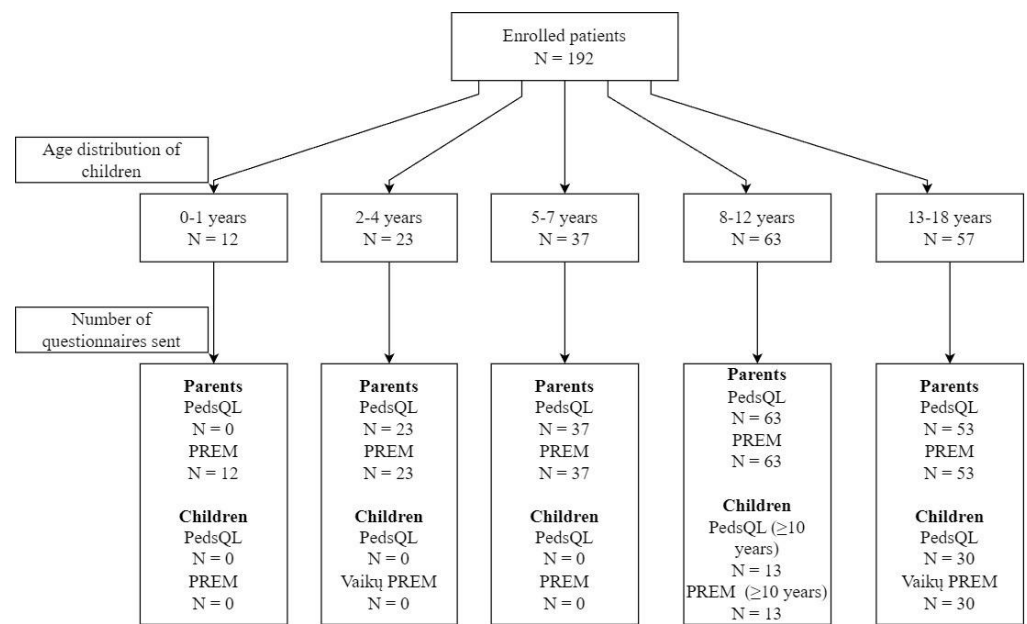 Enrolled patients
N = 192
Age distribution of
children
0-1 years
N = 12
2-4 years
N = 23
5-7 years
N = 37
8-12 years
N = 63
13-18 years
N = 57
Number of
questionnaires sent
Parents
PedsQL
N = 0
PREM
N = 12
Children
PedsQL
N = 0
PREM
N = 0
Parents
PedsQL
N = 23
PREM
N = 23
Children
PedsQL
N = 0
Vaikų PREM
N = 0
Parents
PedsQL
N = 37
PREM
N = 37
Children
PedsQL
N = 0
PREM
N = 0
Parents
PedsQL
N = 63
PREM
N = 63
Children
PedsQL (≥10
years)
N = 13
PREM (≥10 years)
N = 13
Parents
PedsQL
N = 53
PREM
N = 53
Children
PedsQL
N = 30
Vaikų PREM
N = 30